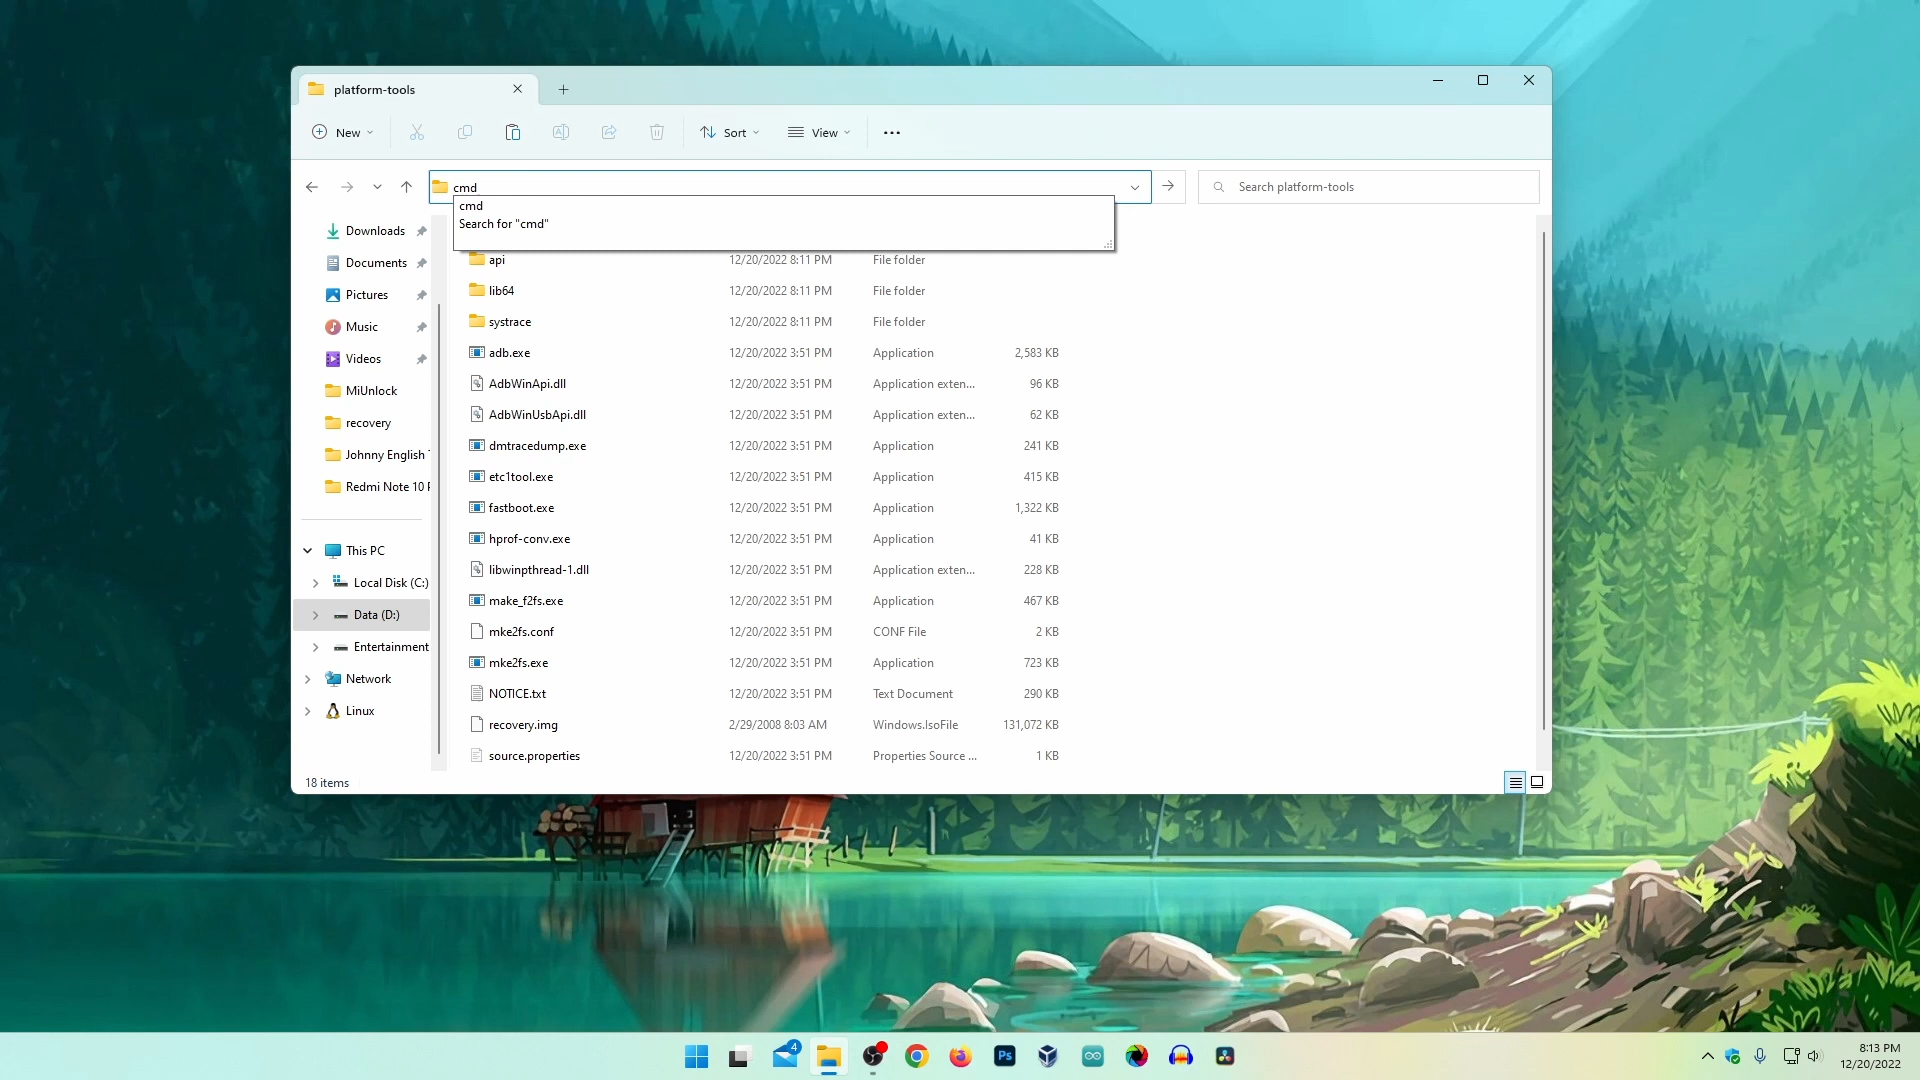 platform-tools
New
Sort
View
cmd
Search platform-tools
cmd
Search for "cmd"
Downloads
Documents
Pictures
Music
Videos
MiUnlock
recovery
Johnny English
Redmi Note 10
This PC
Local Disk (C:)
Data (D:)
Entertainment
Network
Linux
api 12/20/2022 8:11 PM File folder
lib64 12/20/2022 8:11 PM File folder
systrace 12/20/2022 8:11 PM File folder
adb.exe 12/20/2022 3:51 PM Application 2,583 KB
AdbWinApi.dll 12/20/2022 3:51 PM Application exten... 96 KB
AdbWinUsbApi.dll 12/20/2022 3:51 PM Application exten... 62 KB
dmtracedump.exe 12/20/2022 3:51 PM Application 241 KB
etc1tool.exe 12/20/2022 3:51 PM Application 415 KB
fastboot.exe 12/20/2022 3:51 PM Application 1,322 KB
hprof-conv.exe 12/20/2022 3:51 PM Application 41 KB
libwinpthread-1.dll 12/20/2022 3:51 PM Application exten... 228 KB
make_f2fs.exe 12/20/2022 3:51 PM Application 467 KB
mke2fs.conf 12/20/2022 3:51 PM CONF File 2 KB
mke2fs.exe 12/20/2022 3:51 PM Application 723 KB
NOTICE.txt 12/20/2022 3:51 PM Text Document 290 KB
recovery.img 2/29/2008 8:03 AM Windows.IsoFile 131,072 KB
source.properties 12/20/2022 3:51 PM Properties Source ... 1 KB
18 items
4
Ps
8:13 PM
12/20/2022